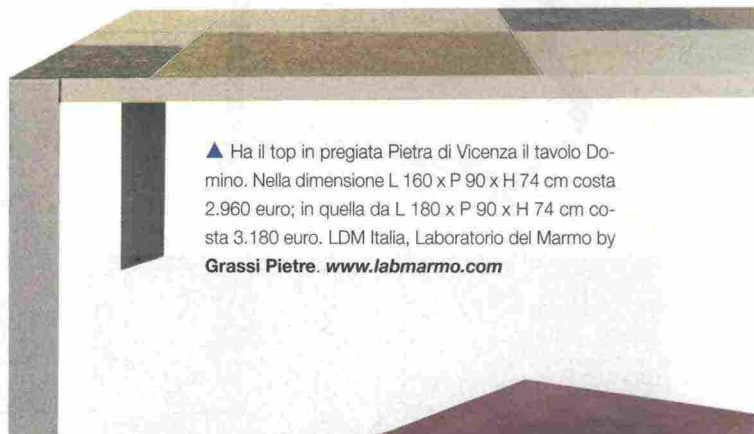 ▲ Ha il top in pregiata Pietra di Vicenza il tavolo Do-
mino. Nella dimensione L 160 x P 90 x H 74 cm costa
2.960 euro; in quella da L 180 x P 90 x H 74 cm co-
sta 3.180 euro. LDM Italia, Laboratorio del Marmo by
Grassi Pietre. www.labmarmo.com